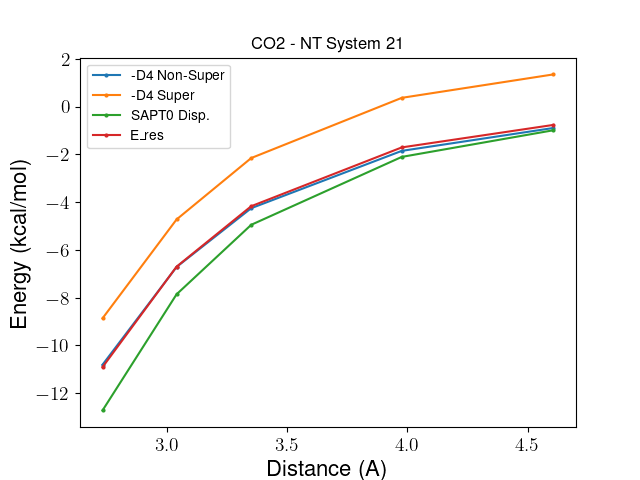 CO2 - NT System 21
2
0
−2
−4
−6
−8
−10
−12
Energy (kcal/mol)
-D4 Non-Super
-D4 Super
SAPT0 Disp.
E_res
3.0 3.5 4.0 4.5
Distance (A)